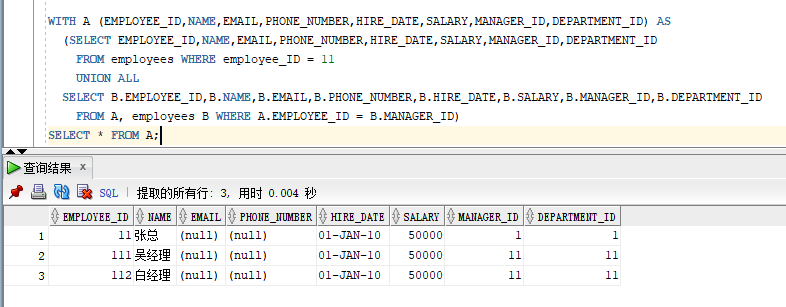 WITH A (EMPLOYEE_ID,NAME,EMAIL,PHONE_NUMBER,HIRE_DATE,SALARY,MANAGER_ID,DEPARTMENT_ID) AS
(SELECT EMPLOYEE_ID,NAME,EMAIL,PHONE_NUMBER,HIRE_DATE,SALARY,MANAGER_ID,DEPARTMENT_ID
FROM employees WHERE employee_ID = 11
UNION ALL
SELECT B.EMPLOYEE_ID,B.NAME,B.EMAIL,B.PHONE_NUMBER,B.HIRE_DATE,B.SALARY,B.MANAGER_ID,B.DEPARTMENT_ID
FROM A, employees B WHERE A.EMPLOYEE_ID = B.MANAGER_ID)
SELECT * FROM A;
查询结果 ×
SQL | 提取的所有行: 3, 用时 0.004 秒
EMPLOYEE_ID NAME EMAIL PHONE_NUMBER HIRE_DATE SALARY MANAGER_ID DEPARTMENT_ID
1 11 张总 (null) (null) 01-JAN-10 50000 1 1
2 111 吴经理 (null) (null) 01-JAN-10 50000 11 11
3 112 白经理 (null) (null) 01-JAN-10 50000 11 11